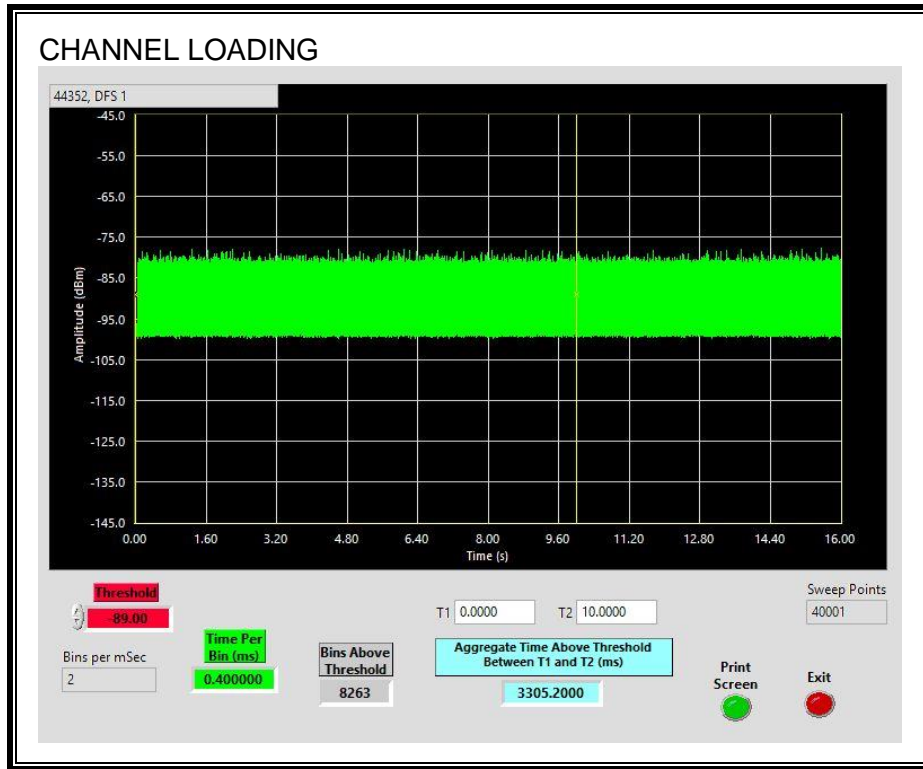 CHANNEL LOADING
44352, DFS 1
-45.0
-55.0
-65.0
-75.0
-85.0
-95.0
-105.0
-115.0
-125.0
-135.0
-145.0
Amplitude (dBm)
0.00 1.60 3.20 4.80 6.40 8.00 9.60 11.20 12.80 14.40 16.00
Time (s)
Threshold
-89.00
Bins per mSec
2
Time Per
Bin (ms)
0.400000
Bins Above
Threshold
8263
T1 0.0000 T2 10.0000
Aggregate Time Above Threshold
Between T1 and T2 (ms)
3305.2000
Sweep Points
40001
Print
Screen
Exit